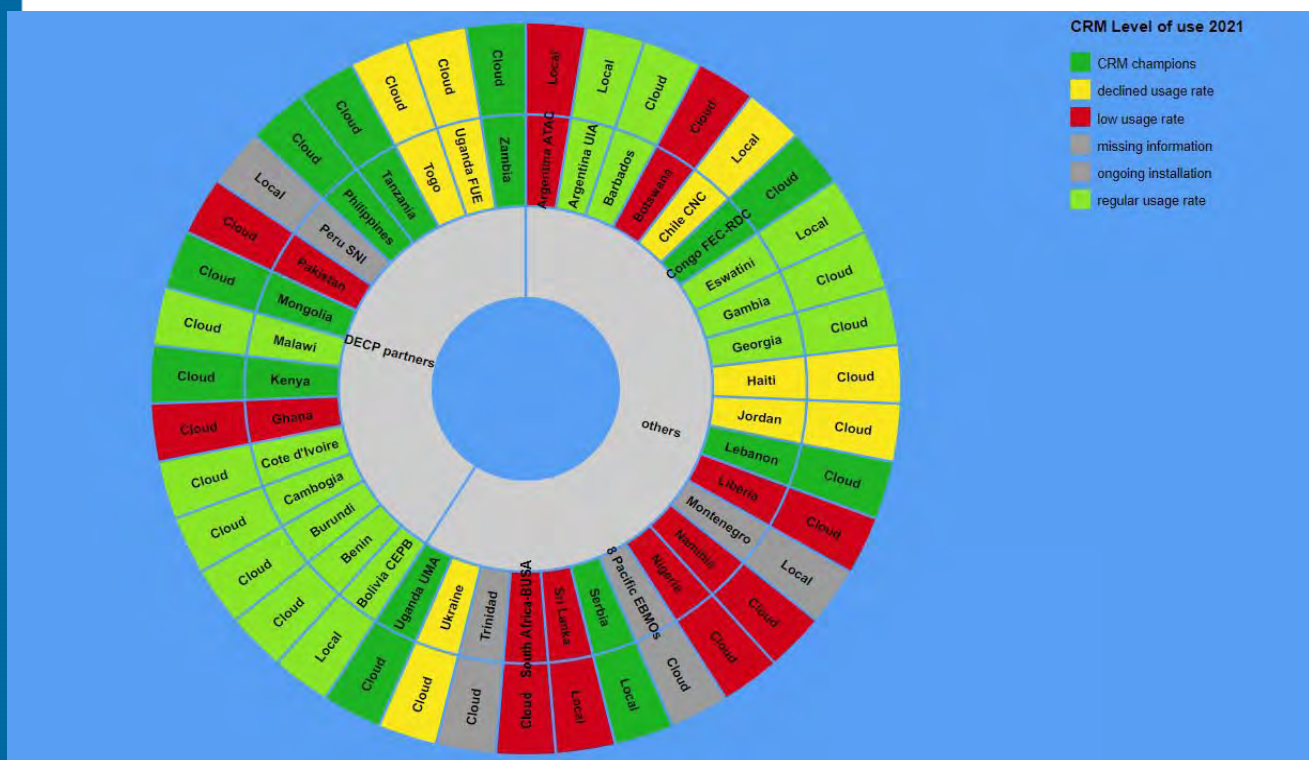 CRM Level of use 2021
CRM champions
declined usage rate
low usage rate
missing information
ongoing installation
regular usage rate
others
Argentina ATAC
Local
Argentina UIA
Local
Barbados
Cloud
Botswana
Cloud
Chile CNC
Local
Congo FEC-RDC
Cloud
Eswatini
Local
Gambia
Cloud
Georgia
Cloud
Haiti
Cloud
Jordan
Cloud
Lebanon
Cloud
Liberia
Cloud
Montenegro
Local
Namibia
Cloud
Nigeria
Cloud
8 Pacific EBMOs
Cloud
Serbia
Local
Sri Lanka
Local
South Africa-BUSA
Cloud
Trinidad
Cloud
Ukraine
Cloud
Uganda UMA
Cloud
DECP partners
Bolivia CEPB
Local
Benin
Cloud
Burundi
Cloud
Cambogia
Cloud
Cote d'Ivoire
Cloud
Ghana
Cloud
Kenya
Cloud
Malawi
Cloud
Mongolia
Cloud
Pakistan
Cloud
Peru SNI
Local
Philippines
Cloud
Tanzania
Cloud
Togo
Cloud
Uganda FUE
Cloud
Zambia
Cloud